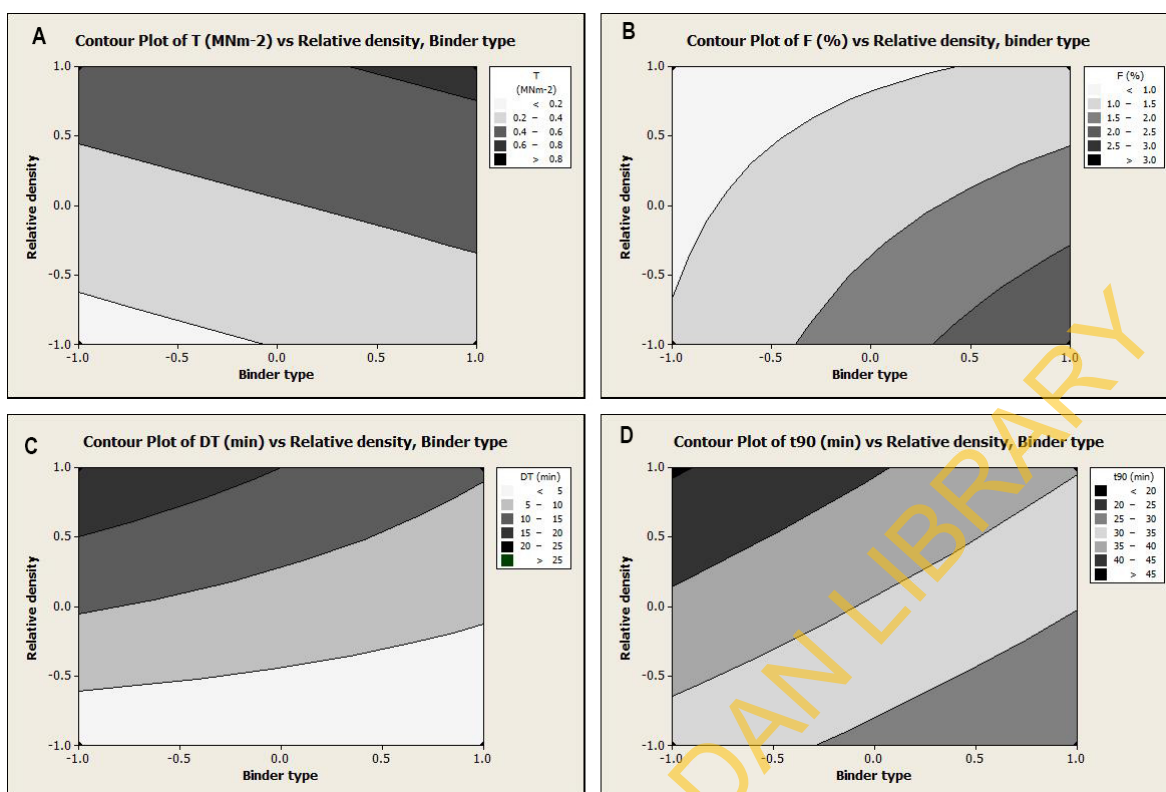 A
Contour Plot of T (MNm-2) vs Relative density, Binder type
T
(MNm-2)
< 0.2
0.2 - 0.4
0.4 - 0.6
0.6 - 0.8
> 0.8
Relative density
1.0
0.5
0.0
-0.5
-1.0
-1.0 -0.5 0.0 0.5 1.0
Binder type
B
Contour Plot of F (%) vs Relative density, binder type
F (%)
< 1.0
1.0 - 1.5
1.5 - 2.0
2.0 - 2.5
2.5 - 3.0
> 3.0
Relative density
1.0
0.5
0.0
-0.5
-1.0
-1.0 -0.5 0.0 0.5 1.0
Binder type
C
Contour Plot of DT (min) vs Relative density, Binder type
DT (min)
< 5
5 - 10
10 - 15
15 - 20
20 - 25
> 25
Relative density
1.0
0.5
0.0
-0.5
-1.0
-1.0 -0.5 0.0 0.5 1.0
Binder type
D
Contour Plot of t90 (min) vs Relative density, Binder type
t90 (min)
< 20
20 - 25
25 - 30
30 - 35
35 - 40
40 - 45
> 45
Relative density
1.0
0.5
0.0
-0.5
-1.0
-1.0 -0.5 0.0 0.5 1.0
Binder type
DAN LIBRARY